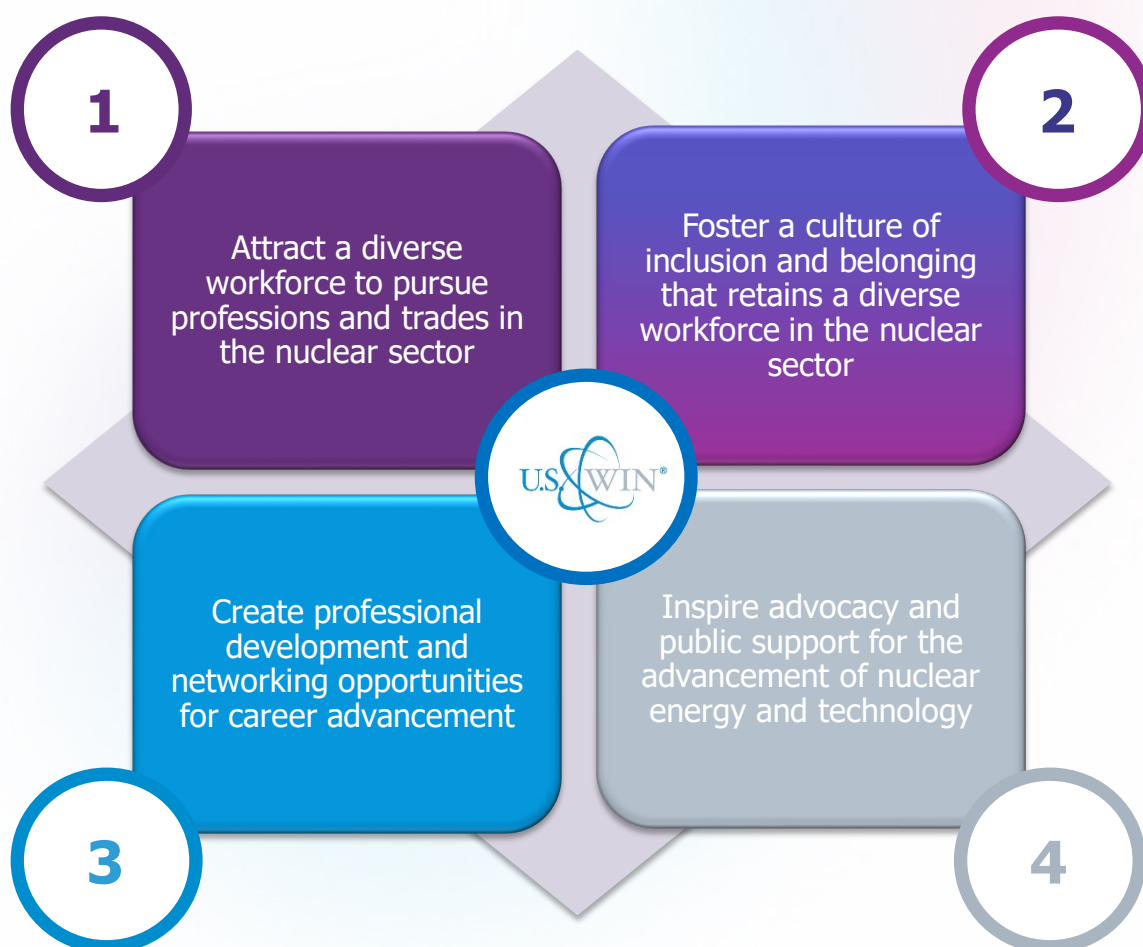 1
Attract a diverse
workforce to pursue
professions and trades in
the nuclear sector
2
Foster a culture of
inclusion and belonging
that retains a diverse
workforce in the nuclear
sector
U.S. WIN®
3
Create professional
development and
networking opportunities
for career advancement
4
Inspire advocacy and
public support for the
advancement of nuclear
energy and technology